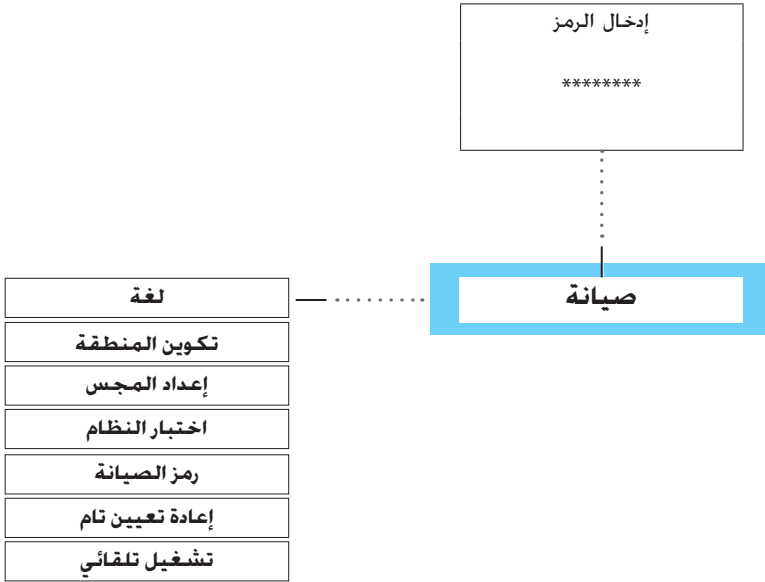 إدخال الرمز
********
صيانة
لغة
تكوين المنطقة
إعداد المجس
اختبار النظام
رمز الصيانة
إعادة تعيين تام
تشغيل تلقائي